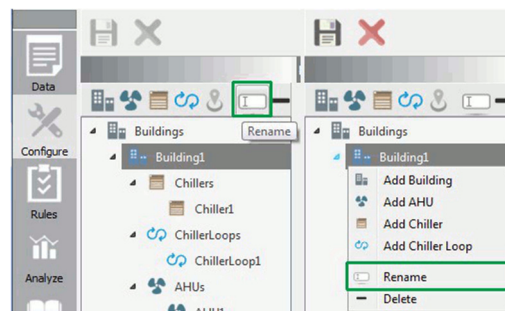 Data
Configure
Rules
Analyze
Rename
Buildings
Building1
Chillers
Chiller1
ChillerLoops
ChillerLoop1
AHUs
AHU1
Buildings
Building1
Add Building
Add AHU
Add Chiller
Add Chiller Loop
Rename
Delete